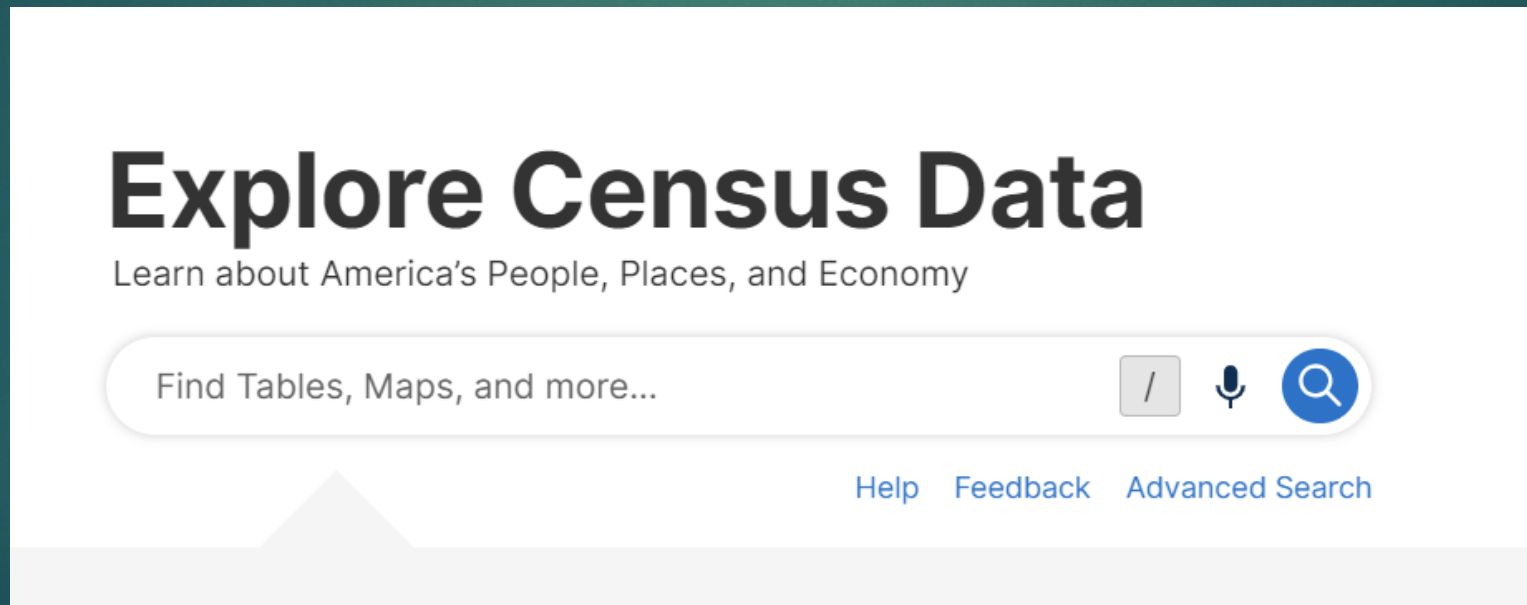 Explore Census Data
Learn about America’s People, Places, and Economy
Find Tables, Maps, and more...
/
Help Feedback Advanced Search